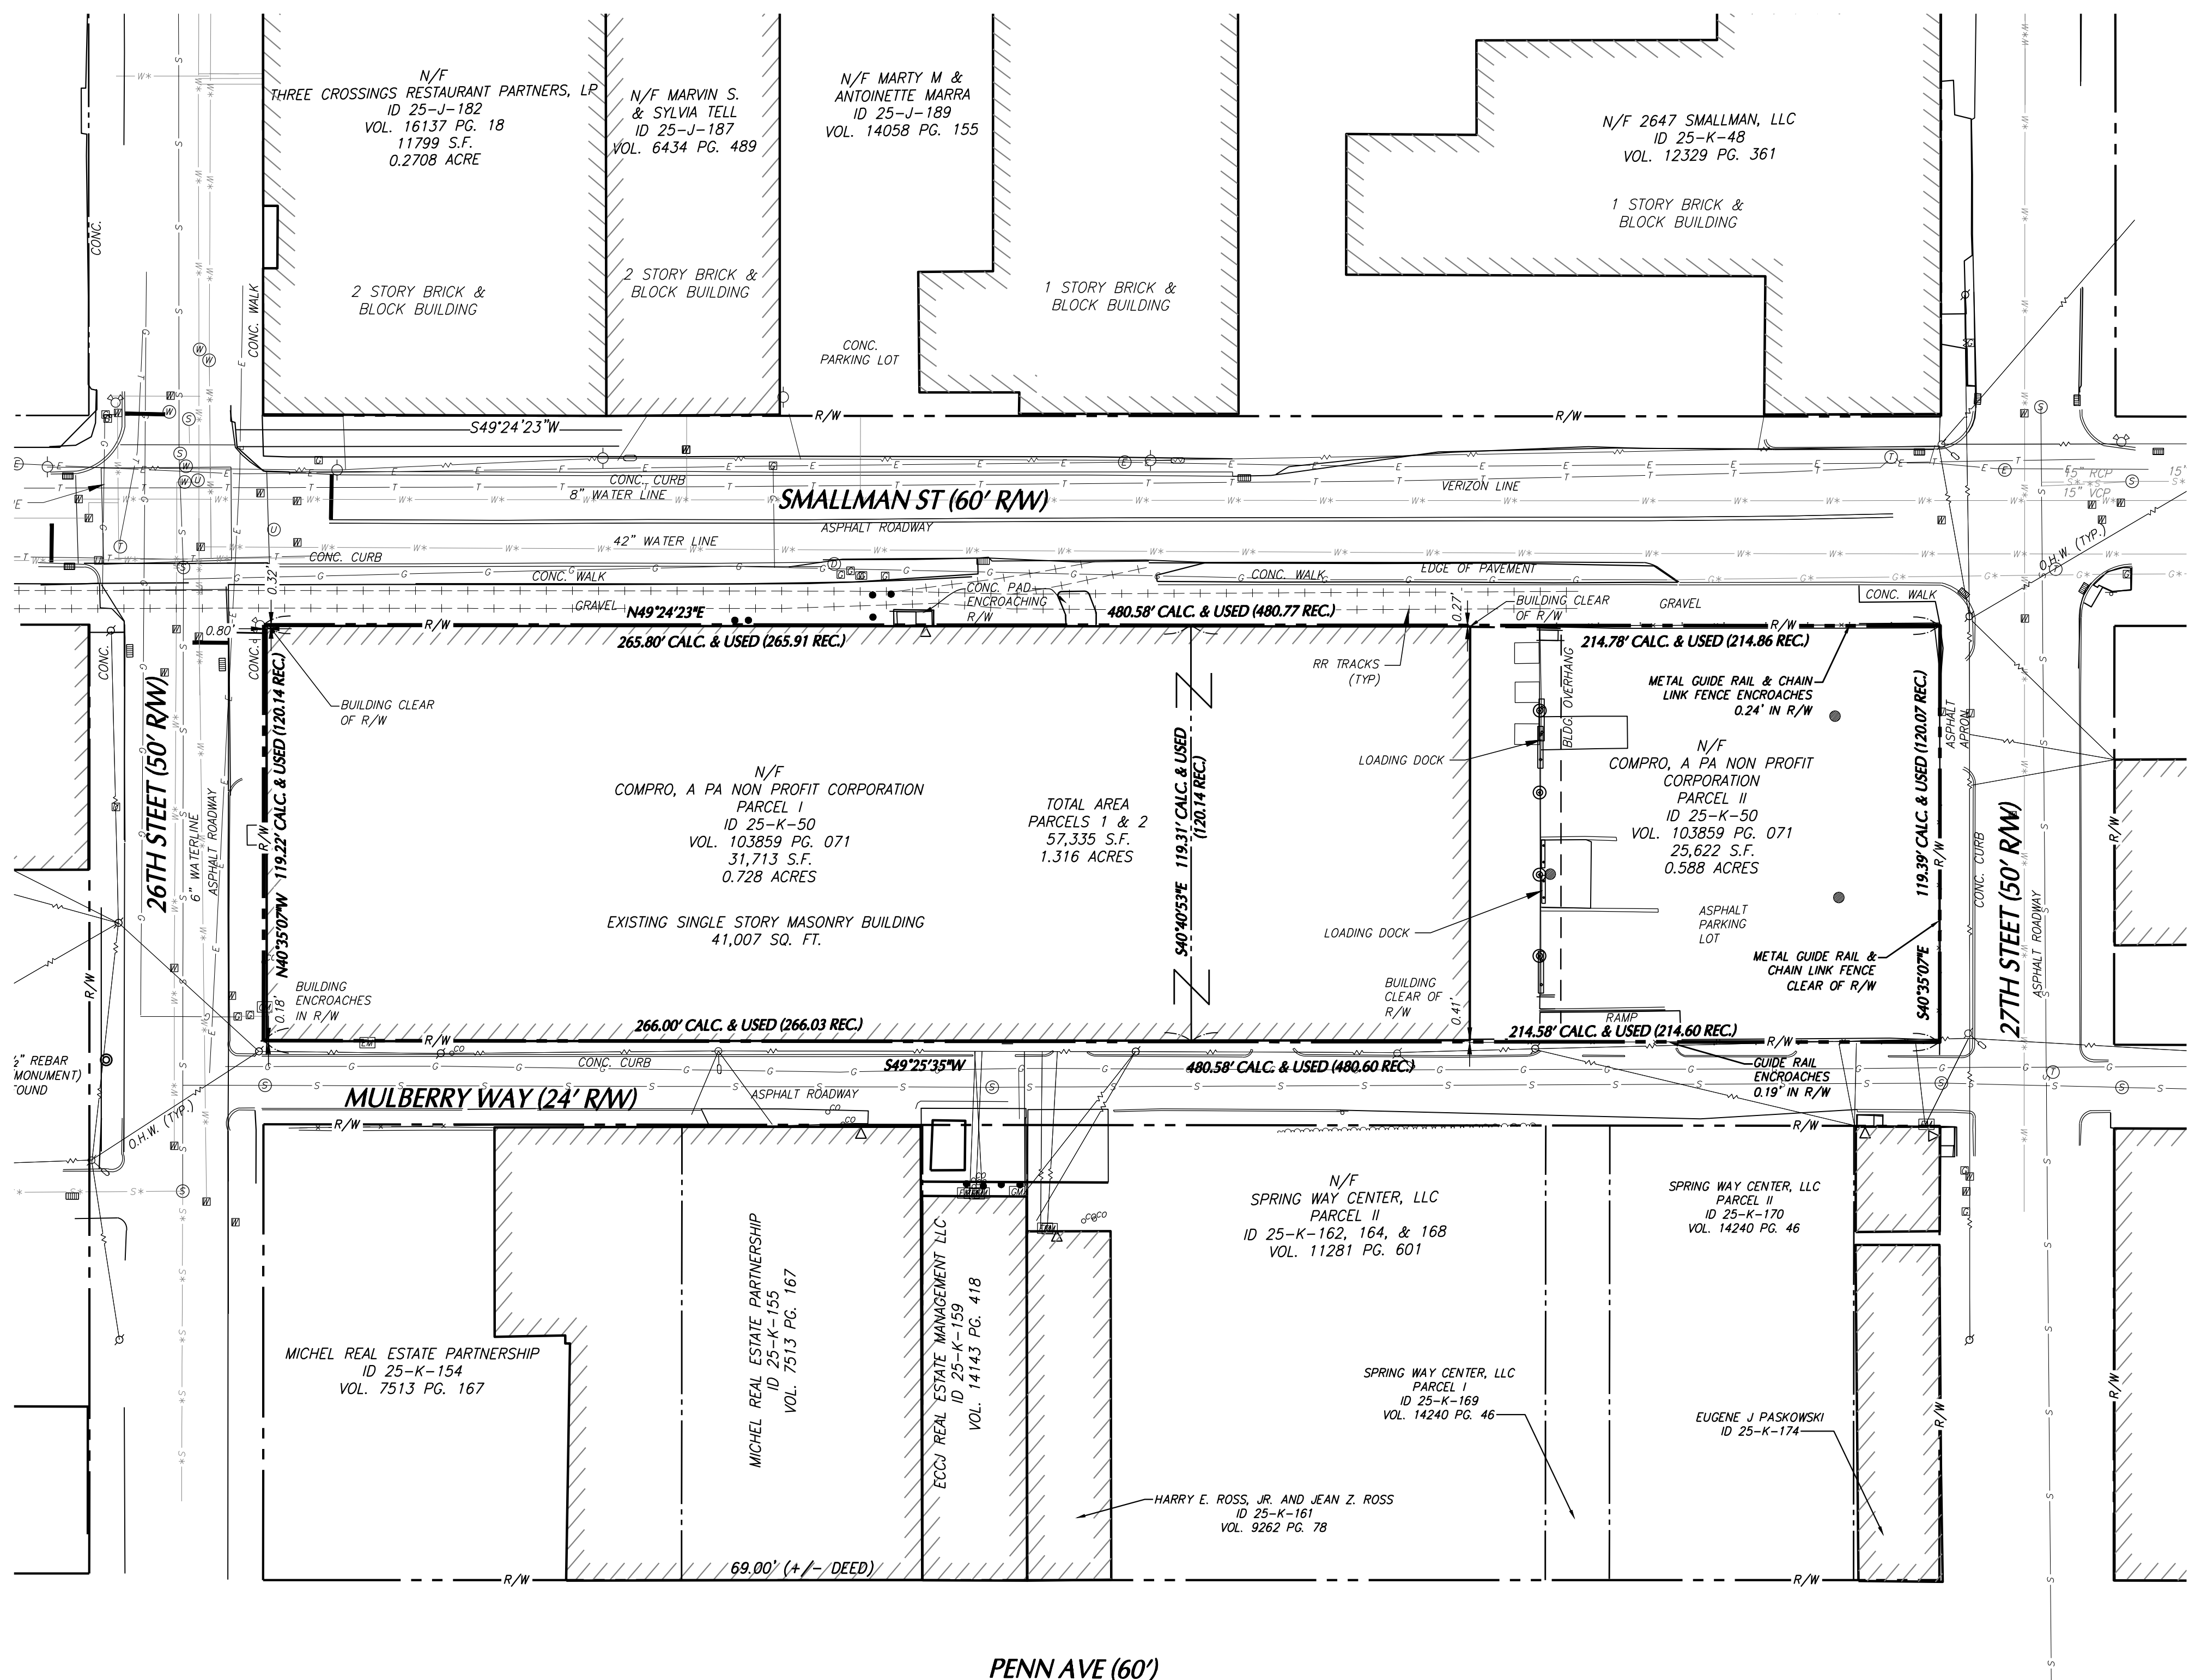 N/F
THREE CROSSINGS RESTAURANT PARTNERS, LP
ID 25-J-182
VOL. 16137 PG. 18
11799 S.F.
0.2708 ACRE
2 STORY BRICK &
BLOCK BUILDING
N/F MARVIN S.
& SYLVIA TELL
ID 25-J-187
VOL. 6434 PG. 489
2 STORY BRICK &
BLOCK BUILDING
N/F MARTY M &
ANTOINETTE MARRA
ID 25-J-189
VOL. 14058 PG. 155
CONC.
PARKING LOT
1 STORY BRICK &
BLOCK BUILDING
N/F 2647 SMALLMAN, LLC
ID 25-K-48
VOL. 12329 PG. 361
1 STORY BRICK &
BLOCK BUILDING
CONC.
CONC. WALK
R/W
R/W
S49°24'23"W
CONC. CURB
8" WATER LINE
SMALLMAN ST (60' R/W)
VERIZON LINE
15" RCP
15"
15" VCP
ASPHALT ROADWAY
42" WATER LINE
O.H.W. (TYP.)
CONC. CURB
CONC. WALK
CONC. WALK
EDGE OF PAVEMENT
0.32'
GRAVEL
N49°24'23"E
CONC. PAD
ENCROACHING
R/W
480.58' CALC. & USED (480.77 REC.)
0.27'
BUILDING CLEAR
OF R/W
GRAVEL
CONC. WALK
0.80'
R/W
R/W
265.80' CALC. & USED (265.91 REC.)
214.78' CALC. & USED (214.86 REC.)
CONC.
CONC.
RR TRACKS
(TYP)
BLDG. OVERHANG
METAL GUIDE RAIL & CHAIN
LINK FENCE ENCROACHES
0.24' IN R/W
BUILDING CLEAR
OF R/W
26TH STEET (50' R/W)
6" WATERLINE
ASPHALT ROADWAY
R/W
N40°35'07"W 119.22' CALC. & USED (120.14 REC.)
N/F
COMPRO, A PA NON PROFIT CORPORATION
PARCEL I
ID 25-K-50
VOL. 103859 PG. 071
31,713 S.F.
0.728 ACRES
EXISTING SINGLE STORY MASONRY BUILDING
41,007 SQ. FT.
TOTAL AREA
PARCELS 1 & 2
57,335 S.F.
1.316 ACRES
S40°40'53"E 119.31' CALC. & USED
(120.14 REC.)
LOADING DOCK
LOADING DOCK
N/F
COMPRO, A PA NON PROFIT
CORPORATION
PARCEL II
ID 25-K-50
VOL. 103859 PG. 071
25,622 S.F.
0.588 ACRES
ASPHALT
PARKING
LOT
METAL GUIDE RAIL &
CHAIN LINK FENCE
CLEAR OF R/W
S40°35'07"E 119.39' CALC. & USED (120.07 REC.)
R/W
ASPHALT
APRON
CONC. CURB
27TH STEET (50' R/W)
ASPHALT ROADWAY
R/W
R/W
0.18'
BUILDING
ENCROACHES
IN R/W
BUILDING
CLEAR OF
R/W
0.41'
RAMP
266.00' CALC. & USED (266.03 REC.)
214.58' CALC. & USED (214.60 REC.)
R/W
R/W
2" REBAR
MONUMENT)
OUND
CONC. CURB
S49°25'35"W
480.58' CALC. & USED (480.60 REC.)
GUIDE RAIL
ENCROACHES
0.19' IN R/W
MULBERRY WAY (24' R/W)
ASPHALT ROADWAY
O.H.W. (TYP.)
R/W
R/W
MICHEL REAL ESTATE PARTNERSHIP
ID 25-K-154
VOL. 7513 PG. 167
MICHEL REAL ESTATE PARTNERSHIP
ID 25-K-155
VOL. 7513 PG. 167
ECCJ REAL ESTATE MANAGEMENT LLC
ID 25-K-159
VOL. 14143 PG. 418
N/F
SPRING WAY CENTER, LLC
PARCEL II
ID 25-K-162, 164, & 168
VOL. 11281 PG. 601
SPRING WAY CENTER, LLC
PARCEL II
ID 25-K-170
VOL. 14240 PG. 46
SPRING WAY CENTER, LLC
PARCEL I
ID 25-K-169
VOL. 14240 PG. 46
EUGENE J PASKOWSKI
ID 25-K-174
HARRY E. ROSS, JR. AND JEAN Z. ROSS
ID 25-K-161
VOL. 9262 PG. 78
R/W
R/W
69.00' (+/- DEED)
R/W
R/W
PENN AVE (60')